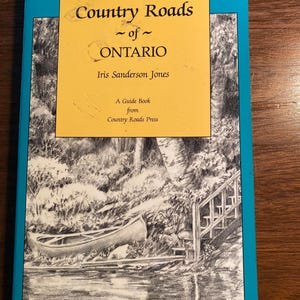 Country Roads
~ of ~
ONTARIO
Iris Sanderson Jones
A Guide Book
from
Country Roads Press